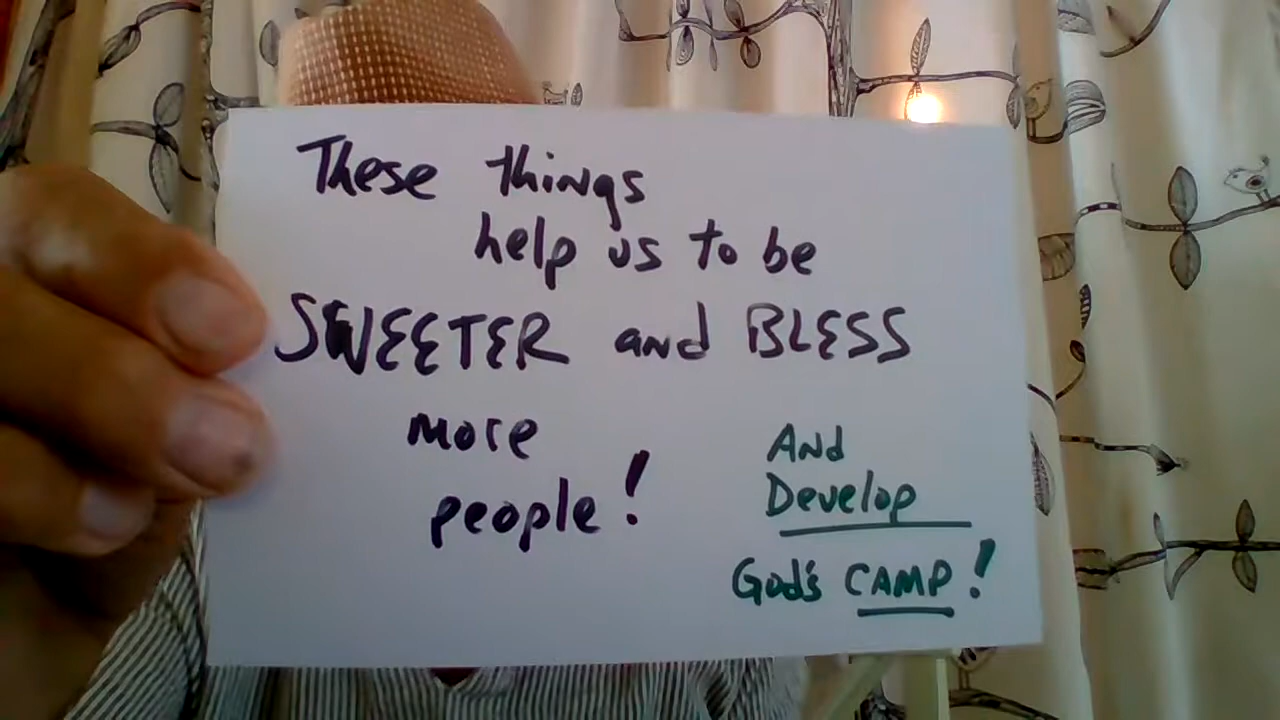 These things
help us to be
SWEETER and BLESS
more
people!
And
Develop
God's CAMP!